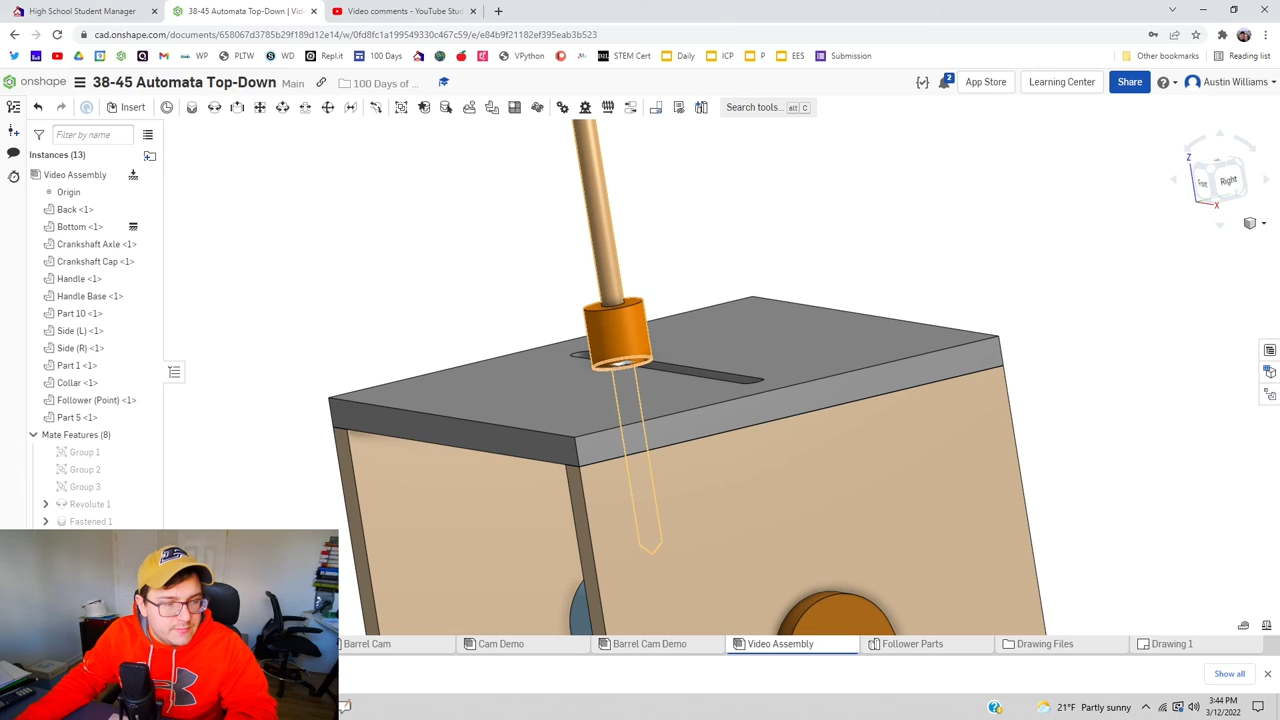 High School Student Manager
38-45 Automata Top-Down | Vide
Video comments - YouTube Stud
cad.onshape.com/documents/658067d3785b29f189d12e14/w/0fd8fc1a199549330c467c59/e/e84b9f21182ef395eab3b523
WP PLTW WD Repl.it 100 Days VPython STEM Cert Daily ICP P EES Submission Other bookmarks Reading list
onshape 38-45 Automata Top-Down Main 100 Days of ... 2 App Store Learning Center Share Austin Williams
Insert Search tools... alt C
Filter by name
Instances (13)
Video Assembly
Origin
Back <1>
Bottom <1>
Crankshaft Axle <1>
Crankshaft Cap <1>
Handle <1>
Handle Base <1>
Part 10 <1>
Side (L) <1>
Side (R) <1>
Part 1 <1>
Collar <1>
Follower (Point) <1>
Part 5 <1>
Mate Features (8)
Group 1
Group 2
Group 3
Revolute 1
Fastened 1
Z
Front
Right
X
Barrel Cam Cam Demo Barrel Cam Demo Video Assembly Follower Parts Drawing Files Drawing 1
Show all
21°F Partly sunny
3:44 PM
3/12/2022